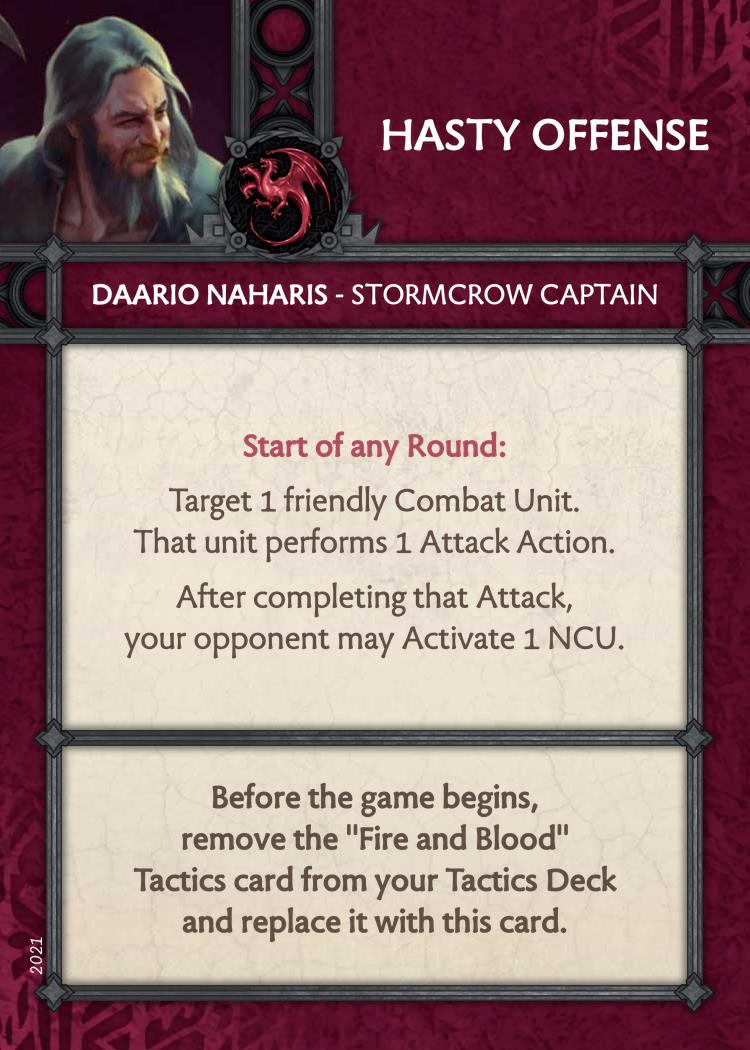 HASTY OFFENSE
DAARIO NAHARIS - STORMCROW CAPTAIN
Start of any Round:
Target 1 friendly Combat Unit.
That unit performs 1 Attack Action.
After completing that Attack,
your opponent may Activate 1 NCU.
Before the game begins,
remove the "Fire and Blood"
Tactics card from your Tactics Deck
and replace it with this card.
2021